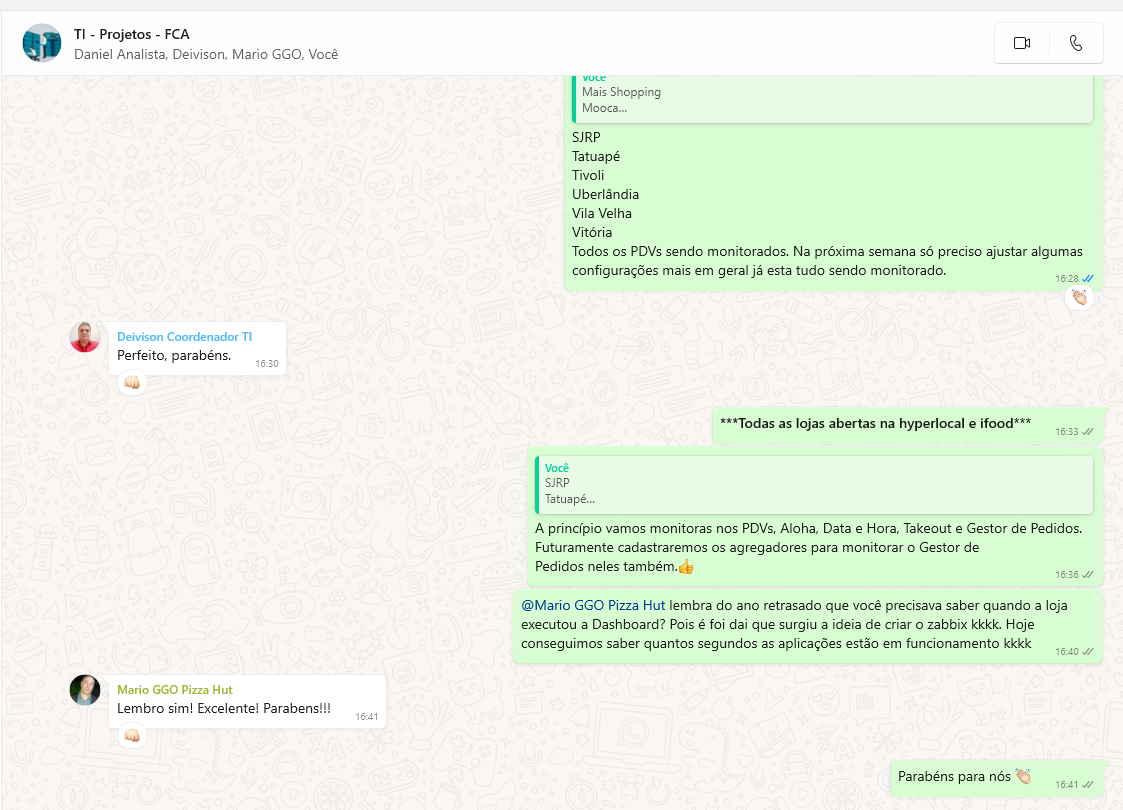 TI - Projetos - FCA
Daniel Analista, Deivison, Mario GGO, Você
Você
Mais Shopping
Mooca...
SJRP
Tatuapé
Tivoli
Uberlândia
Vila Velha
Vitória
Todos os PDVs sendo monitorados. Na próxima semana só preciso ajustar algumas
configurações mais em geral já esta tudo sendo monitorado.
16:28
Deivison Coordenador TI
Perfeito, parabéns.
16:30
***Todas as lojas abertas na hyperlocal e ifood***
16:33
Você
SJRP
Tatuapé...
A princípio vamos monitoras nos PDVs, Aloha, Data e Hora, Takeout e Gestor de Pedidos.
Futuramente cadastraremos os agregadores para monitorar o Gestor de
Pedidos neles também.👍
16:36
@Mario GGO Pizza Hut lembra do ano retrasado que você precisava saber quando a loja
executou a Dashboard? Pois é foi dai que surgiu a ideia de criar o zabbix kkkk. Hoje
conseguimos saber quantos segundos as aplicações estão em funcionamento kkkk
16:40
Mario GGO Pizza Hut
Lembro sim! Excelente! Parabens!!!
16:41
Parabéns para nós 👏🏻
16:41